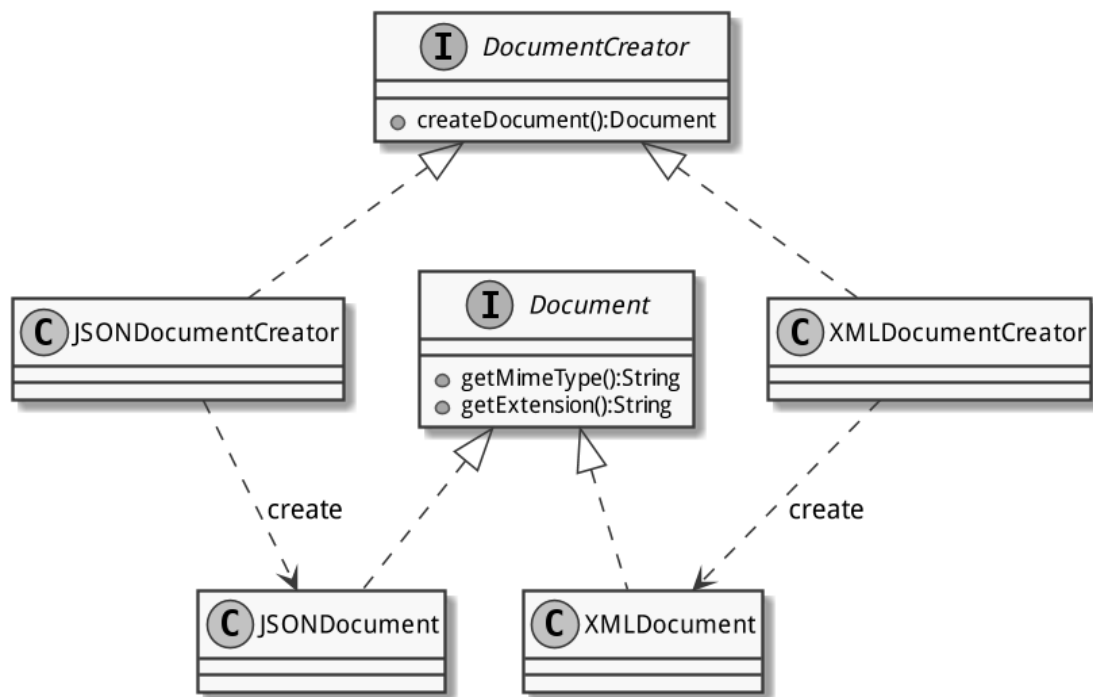 I DocumentCreator
createDocument():Document
C JSONDocumentCreator
I Document
getMimeType():String
getExtension():String
C XMLDocumentCreator
create
create
C JSONDocument
C XMLDocument